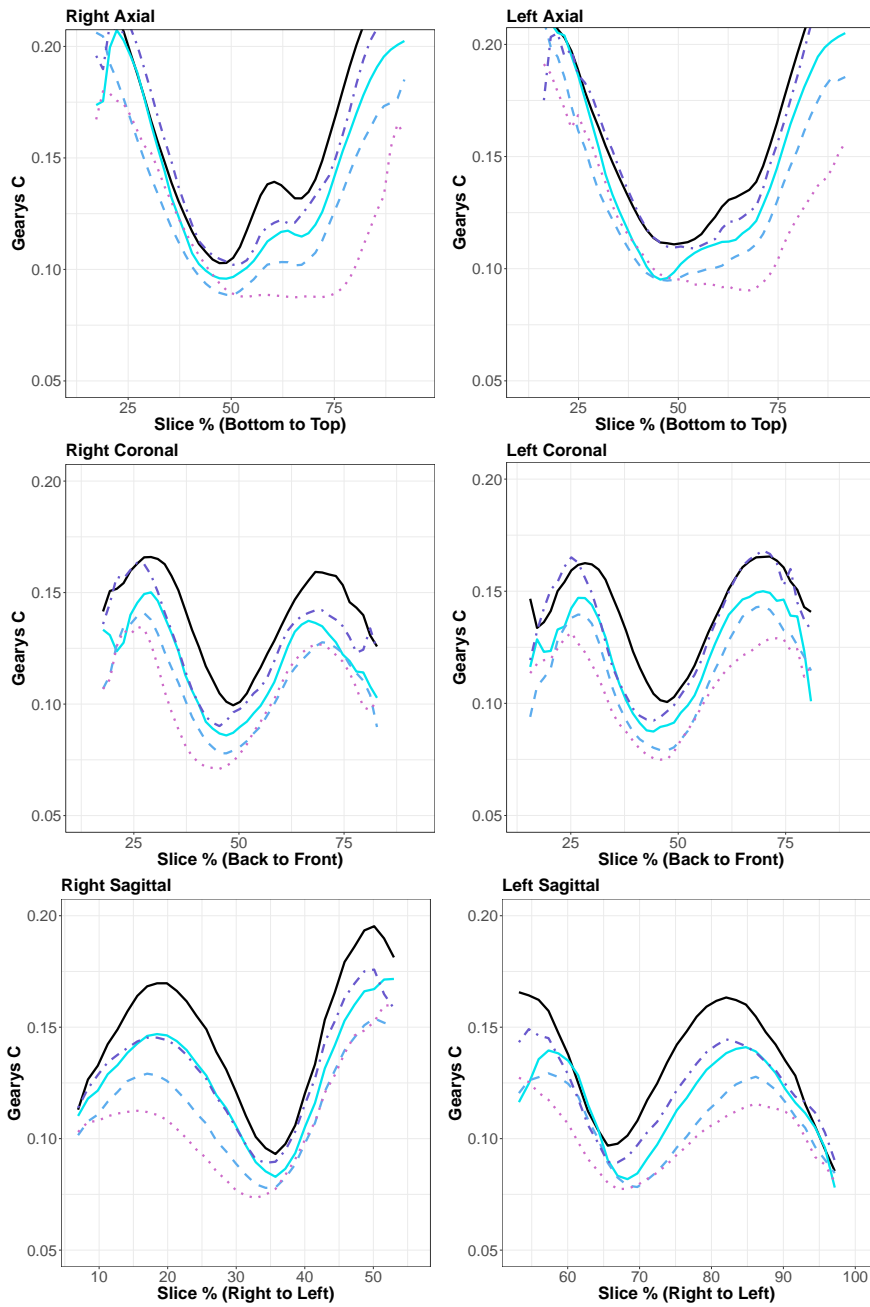 Right Axial
Left Axial
Gearys C
0.20
0.15
0.10
0.05
25
50
75
Slice % (Bottom to Top)
Gearys C
0.20
0.15
0.10
0.05
25
50
75
Slice % (Bottom to Top)
Right Coronal
Left Coronal
Gearys C
0.20
0.15
0.10
0.05
25
50
75
Slice % (Back to Front)
Gearys C
0.20
0.15
0.10
0.05
25
50
75
Slice % (Back to Front)
Right Sagittal
Left Sagittal
Gearys C
0.20
0.15
0.10
0.05
10
20
30
40
50
Slice % (Right to Left)
Gearys C
0.20
0.15
0.10
0.05
60
70
80
90
100
Slice % (Right to Left)